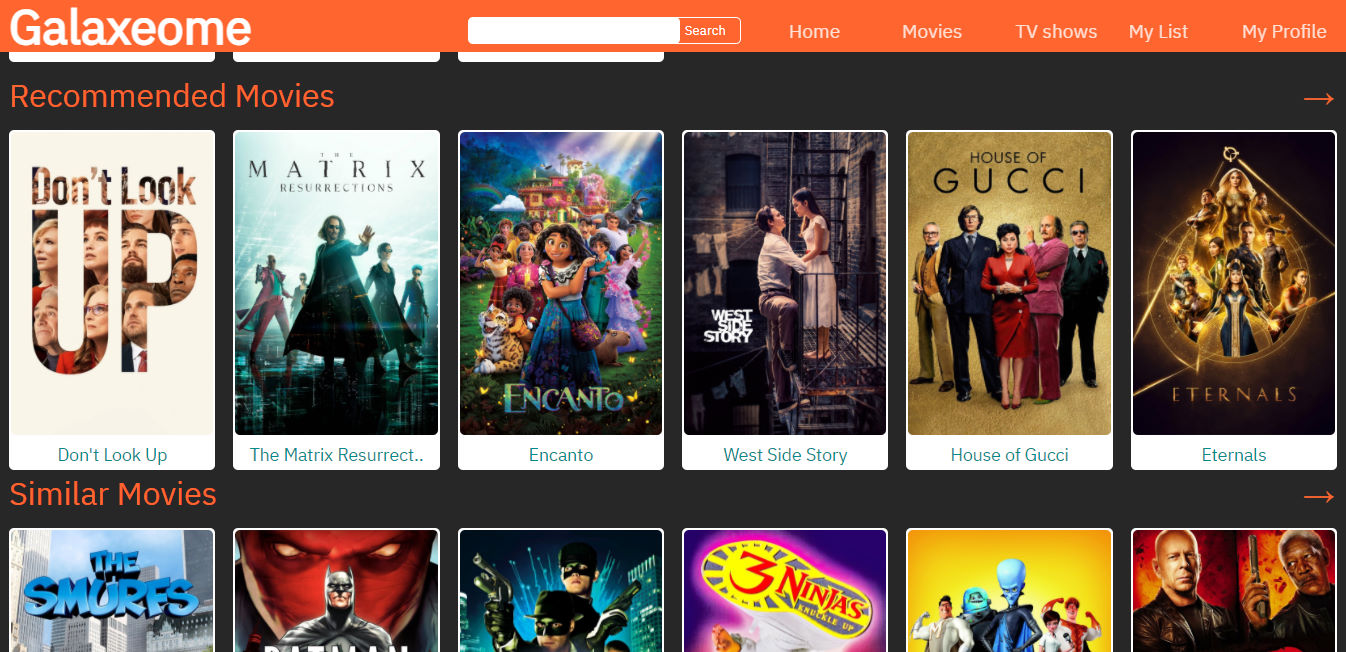 Galaxeome
Search
Home
Movies
TV shows
My List
My Profile
Recommended Movies
→
Don't Look
UP
THE
MATRIX
RESURRECTIONS
ENCANTO
WEST
SIDE
STORY
HOUSE OF
GUCCI
ETERNALS
Don't Look Up
The Matrix Resurrect..
Encanto
West Side Story
House of Gucci
Eternals
Similar Movies
→
THE
SMURFS
BATMAN
3
NINJAS
KNUCKLE UP